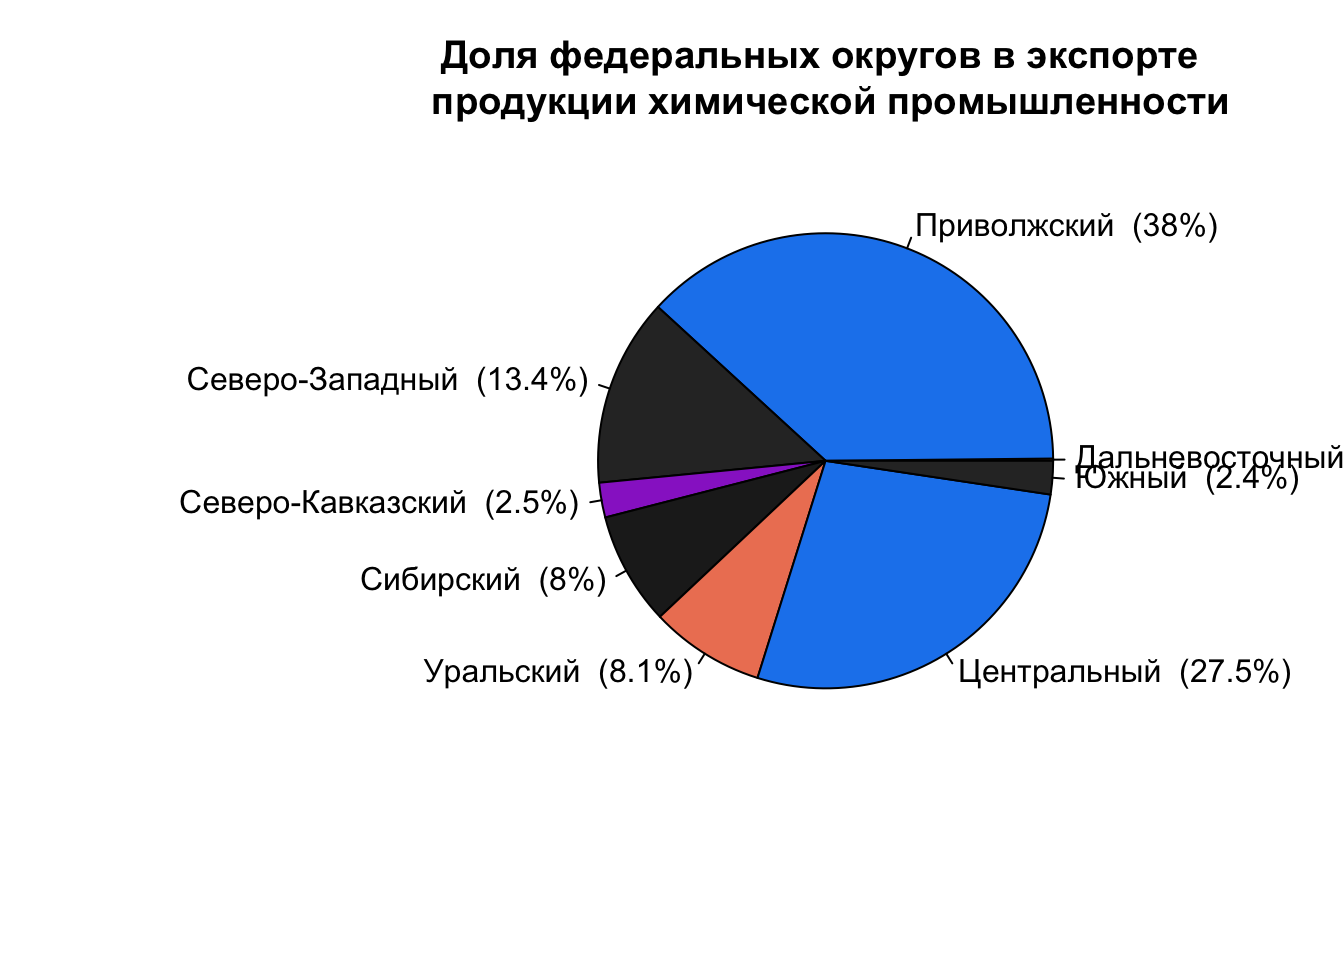 Доля федеральных округов в экспорте
продукции химической промышленности
Приволжский (38%)
Северо-Западный (13.4%)
Дальневосточный
Южный (2.4%)
Северо-Кавказский (2.5%)
Сибирский (8%)
Уральский (8.1%)
Центральный (27.5%)